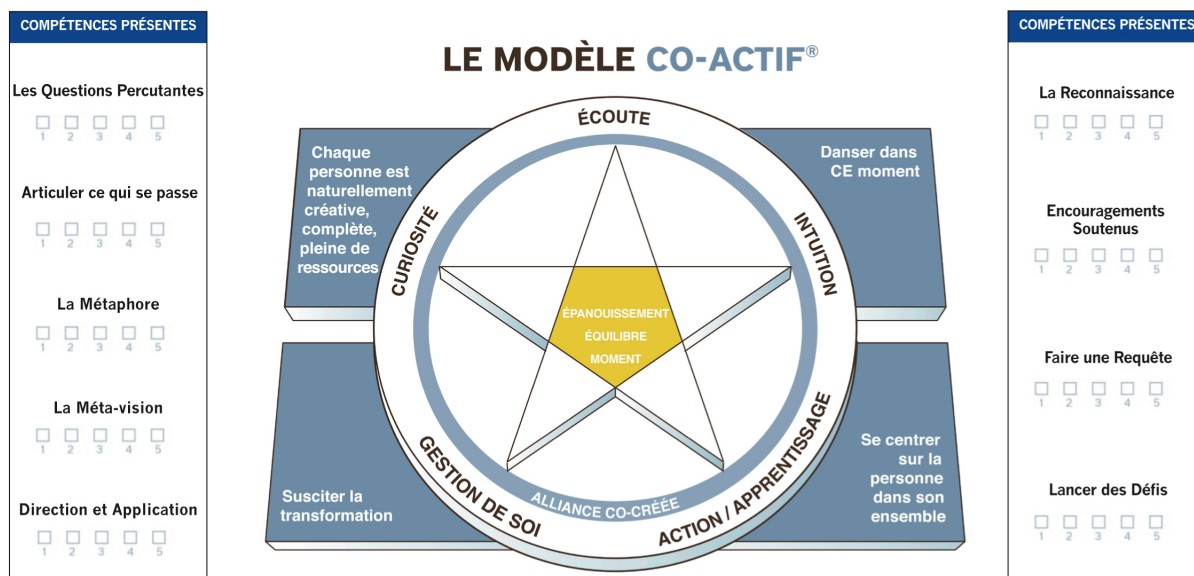 COMPÉTENCES PRÉSENTES
Les Questions Percutantes
1 2 3 4 5
Articuler ce qui se passe
1 2 3 4 5
La Métaphore
1 2 3 4 5
La Méta-vision
1 2 3 4 5
Direction et Application
1 2 3 4 5
LE MODÈLE CO-ACTIF®
Chaque
personne est
naturellement
créative,
complète,
pleine de
ressources
Danser dans
CE moment
ÉCOUTE
CURIOSITÉ
INTUITION
ÉPANOUISSEMENT
ÉQUILIBRE
MOMENT
GESTION DE SOI
ACTION / APPRENTISSAGE
ALLIANCE CO-CRÉÉE
Susciter la
transformation
Se centrer
sur la
personne
dans son
ensemble
COMPÉTENCES PRÉSENTES
La Reconnaissance
1 2 3 4 5
Encouragements
Soutenus
1 2 3 4 5
Faire une Requête
1 2 3 4 5
Lancer des Défis
1 2 3 4 5